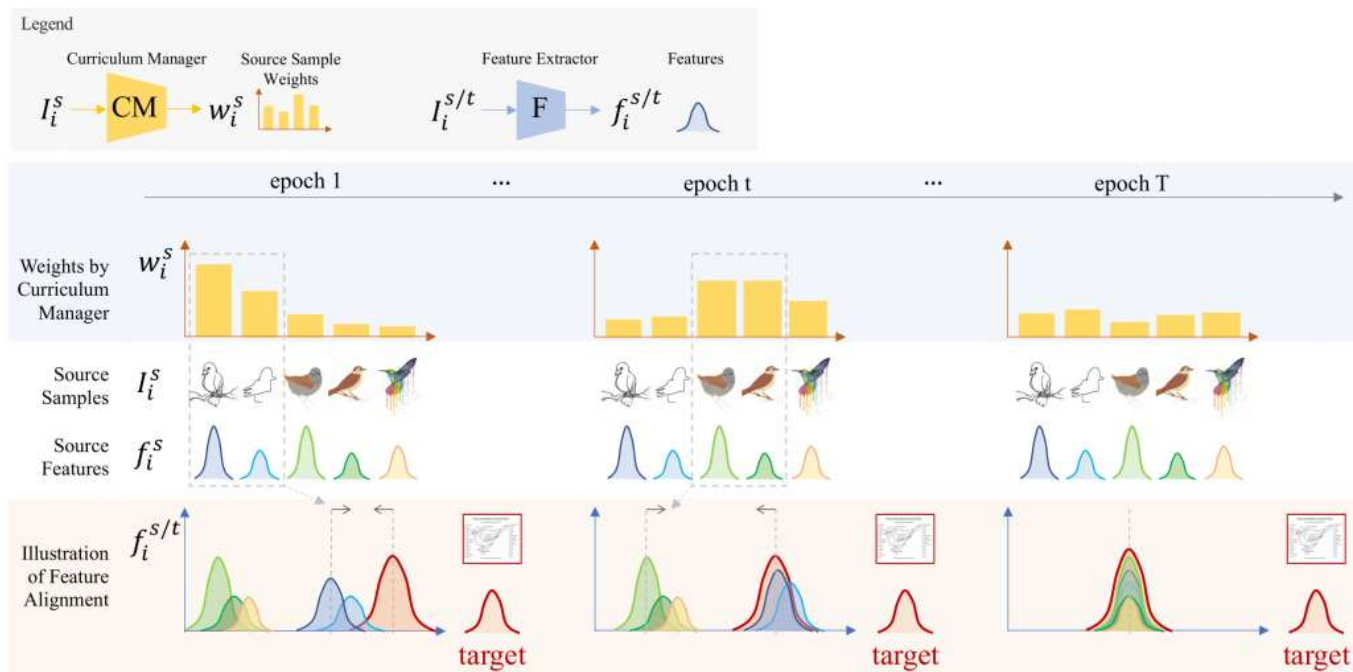 Legend
Curriculum Manager
Source Sample
Weights
Feature Extractor
Features
I_i^s
CM
w_i^s
I_i^{s/t}
F
f_i^{s/t}
epoch 1
...
epoch t
...
epoch T
Weights by
Curriculum
Manager
w_i^s
Source
Samples
I_i^s
Source
Features
f_i^s
Illustration
of Feature
Alignment
f_i^{s/t}
target
target
target